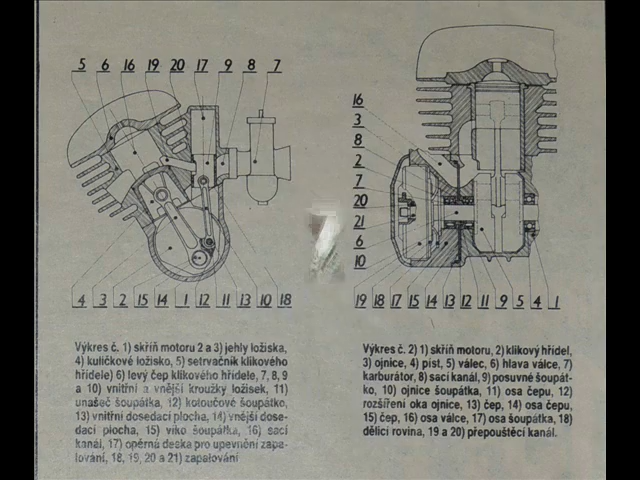 5 6 16 19 20 17 9 8 7
4 3 2 15 14 1 12 11 13 10 18
16
3
8
2
7
20
21
6
10
19 18 17 15 14 13 12 11 9 5 4 1
Výkres č. 1) skříň motoru 2 a 3) jehly ložiska,
4) kuličkové ložisko, 5) setrvačník klikového
hřídele) 6) levý čep klikového hřídele, 7, 8, 9
a 10) vnitřní a vnější kroužky ložisek, 11)
unašeč šoupátka, 12) kotoučové šoupátko,
13) vnitřní dosedací plocha, 14) vnější dose-
dací plocha, 15) víko šoupátka, 16) sací
kanál, 17) opěrná deska pro upevnění zapa-
lování, 18, 19, 20 a 21) zapalování
Výkres č. 2) 1) skříň motoru, 2) klikový hřídel,
3) ojnice, 4) píst, 5) válec, 6) hlava válce, 7)
karburátor, 8) sací kanál, 9) posuvné šoupát-
ko, 10) ojnice šoupátka, 11) osa čepu, 12)
rozšíření oka ojnice, 13) čep, 14) osa čepu,
15) čep, 16) osa válce, 17) osa šoupátka, 18)
dělicí rovina, 19 a 20) přepouštěcí kanál.